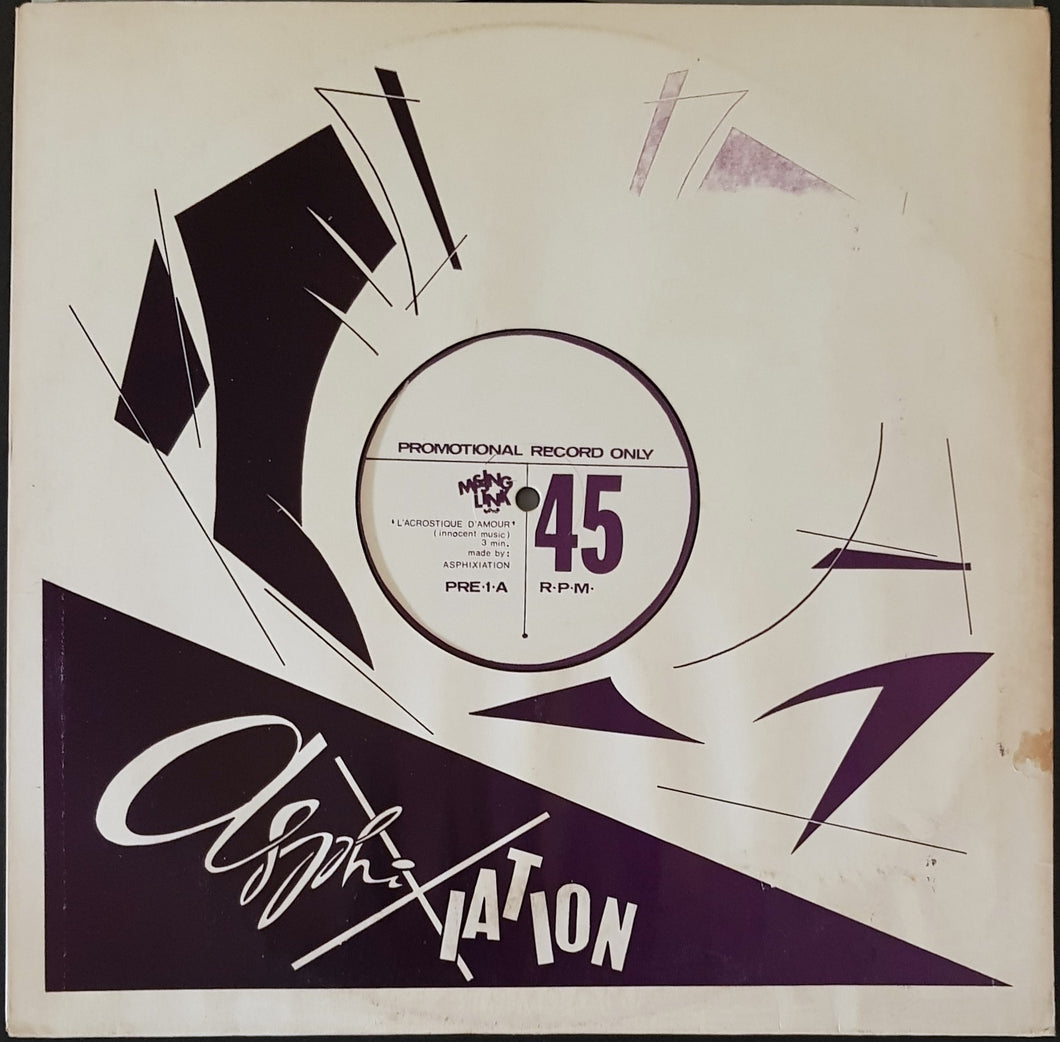 PROMOTIONAL RECORD ONLY
MISSING
LINK
'L'ACROSTIQUE D'AMOUR'
(innocent music)
3 min.
made by:
ASPHIXIATION
PRE·1·A
45
R·P·M·
asphiXIATION